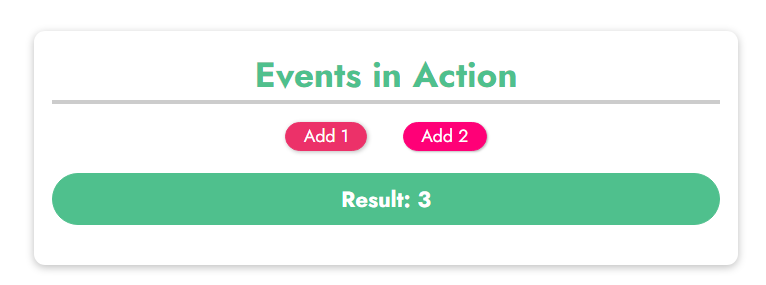 Events in Action
Add 1 Add 2
Result: 3